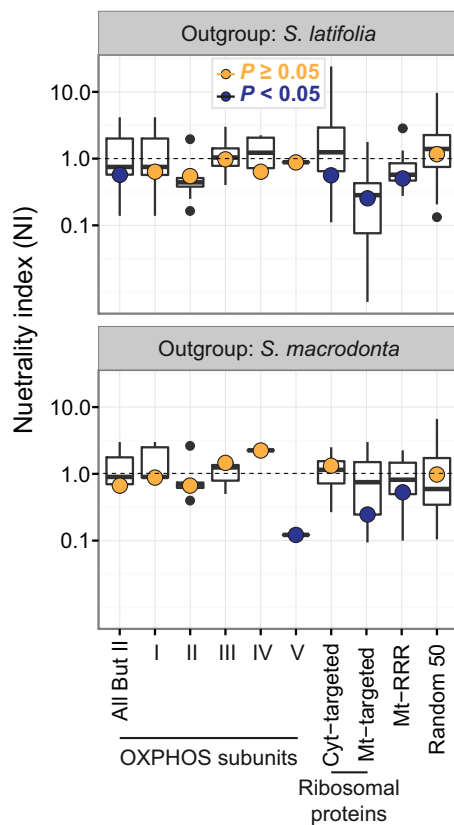 Outgroup: S. latifolia
P ≥ 0.05
P < 0.05
10.0
1.0
0.1
Nuetrality index (NI)
Outgroup: S. macrodonta
10.0
1.0
0.1
All But II
I
II
III
IV
V
Cyt-targeted
Mt-targeted
Mt-RRR
Random 50
OXPHOS subunits
Ribosomal
proteins